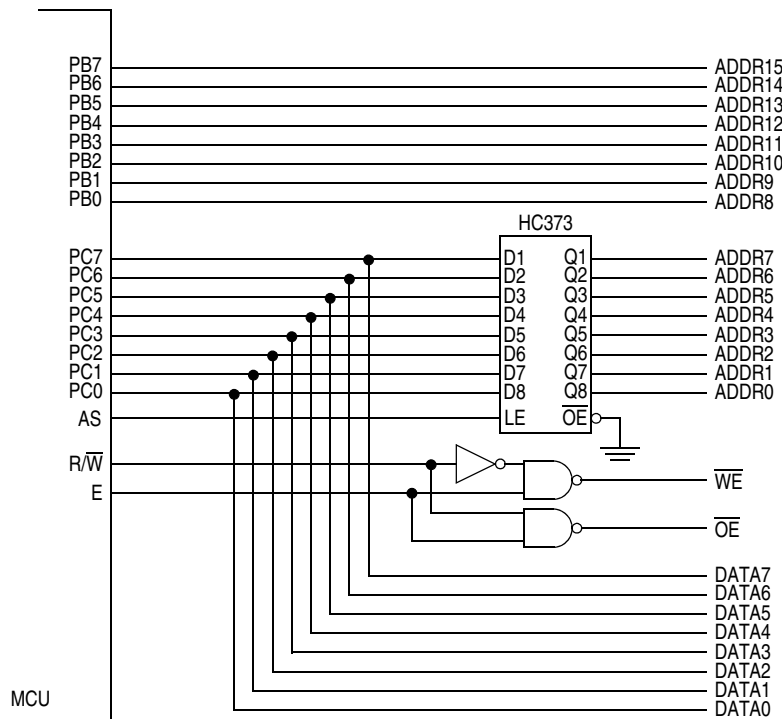 PB7 ADDR15
PB6 ADDR14
PB5 ADDR13
PB4 ADDR12
PB3 ADDR11
PB2 ADDR10
PB1 ADDR9
PB0 ADDR8
HC373
PC7 D1 Q1 ADDR7
PC6 D2 Q2 ADDR6
PC5 D3 Q3 ADDR5
PC4 D4 Q4 ADDR4
PC3 D5 Q5 ADDR3
PC2 D6 Q6 ADDR2
PC1 D7 Q7 ADDR1
PC0 D8 Q8 ADDR0
AS LE O̅E̅
R/W̅
W̅E̅
E
O̅E̅
DATA7
DATA6
DATA5
DATA4
DATA3
DATA2
DATA1
DATA0
MCU